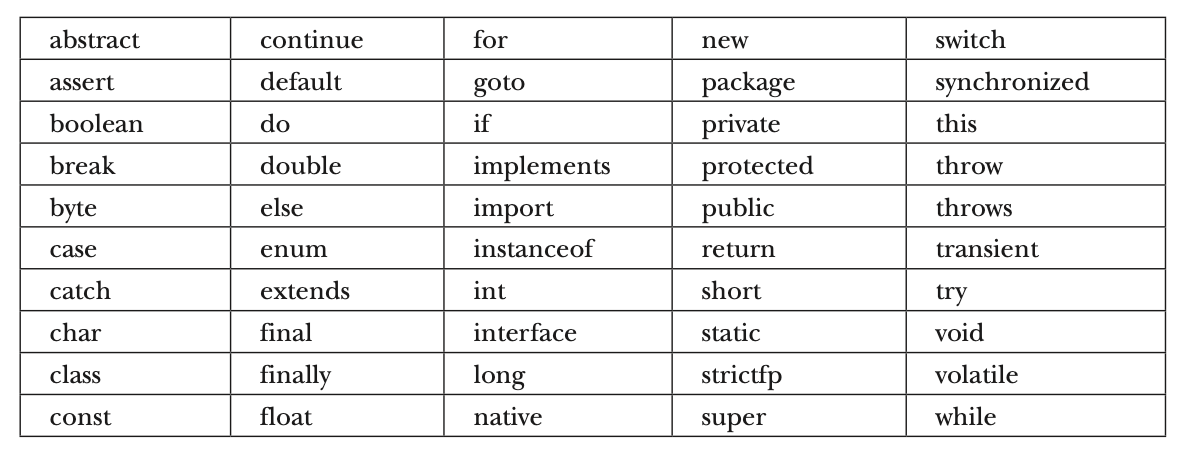 abstract continue for new switch
assert default goto package synchronized
boolean do if private this
break double implements protected throw
byte else import public throws
case enum instanceof return transient
catch extends int short try
char final interface static void
class finally long strictfp volatile
const float native super while